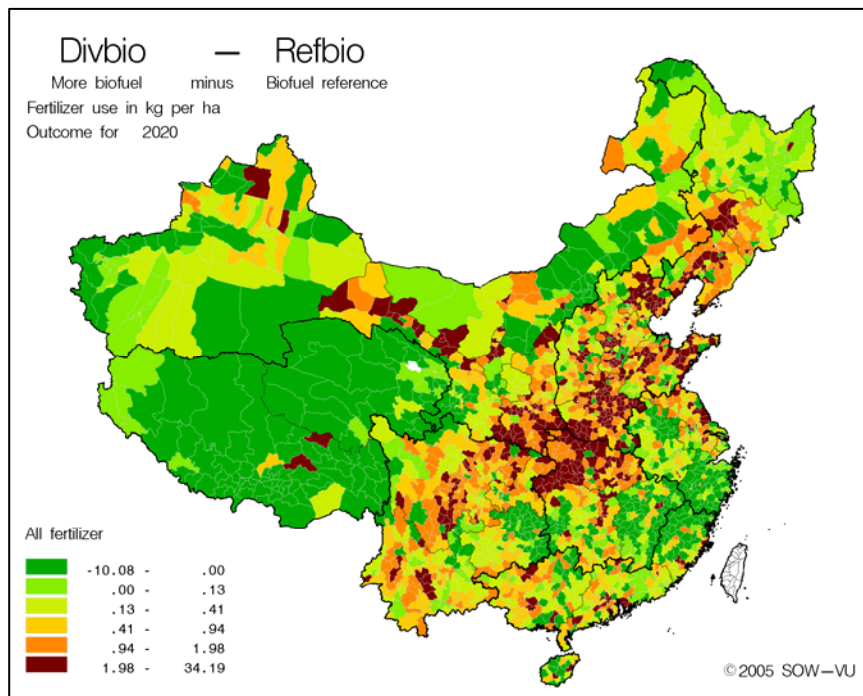 Divbio — Refbio
More biofuel minus Biofuel reference
Fertilizer use in kg per ha
Outcome for 2020
All fertilizer
-10.08 - .00
.00 - .13
.13 - .41
.41 - .94
.94 - 1.98
1.98 - 34.19
©2005 SOW—VU